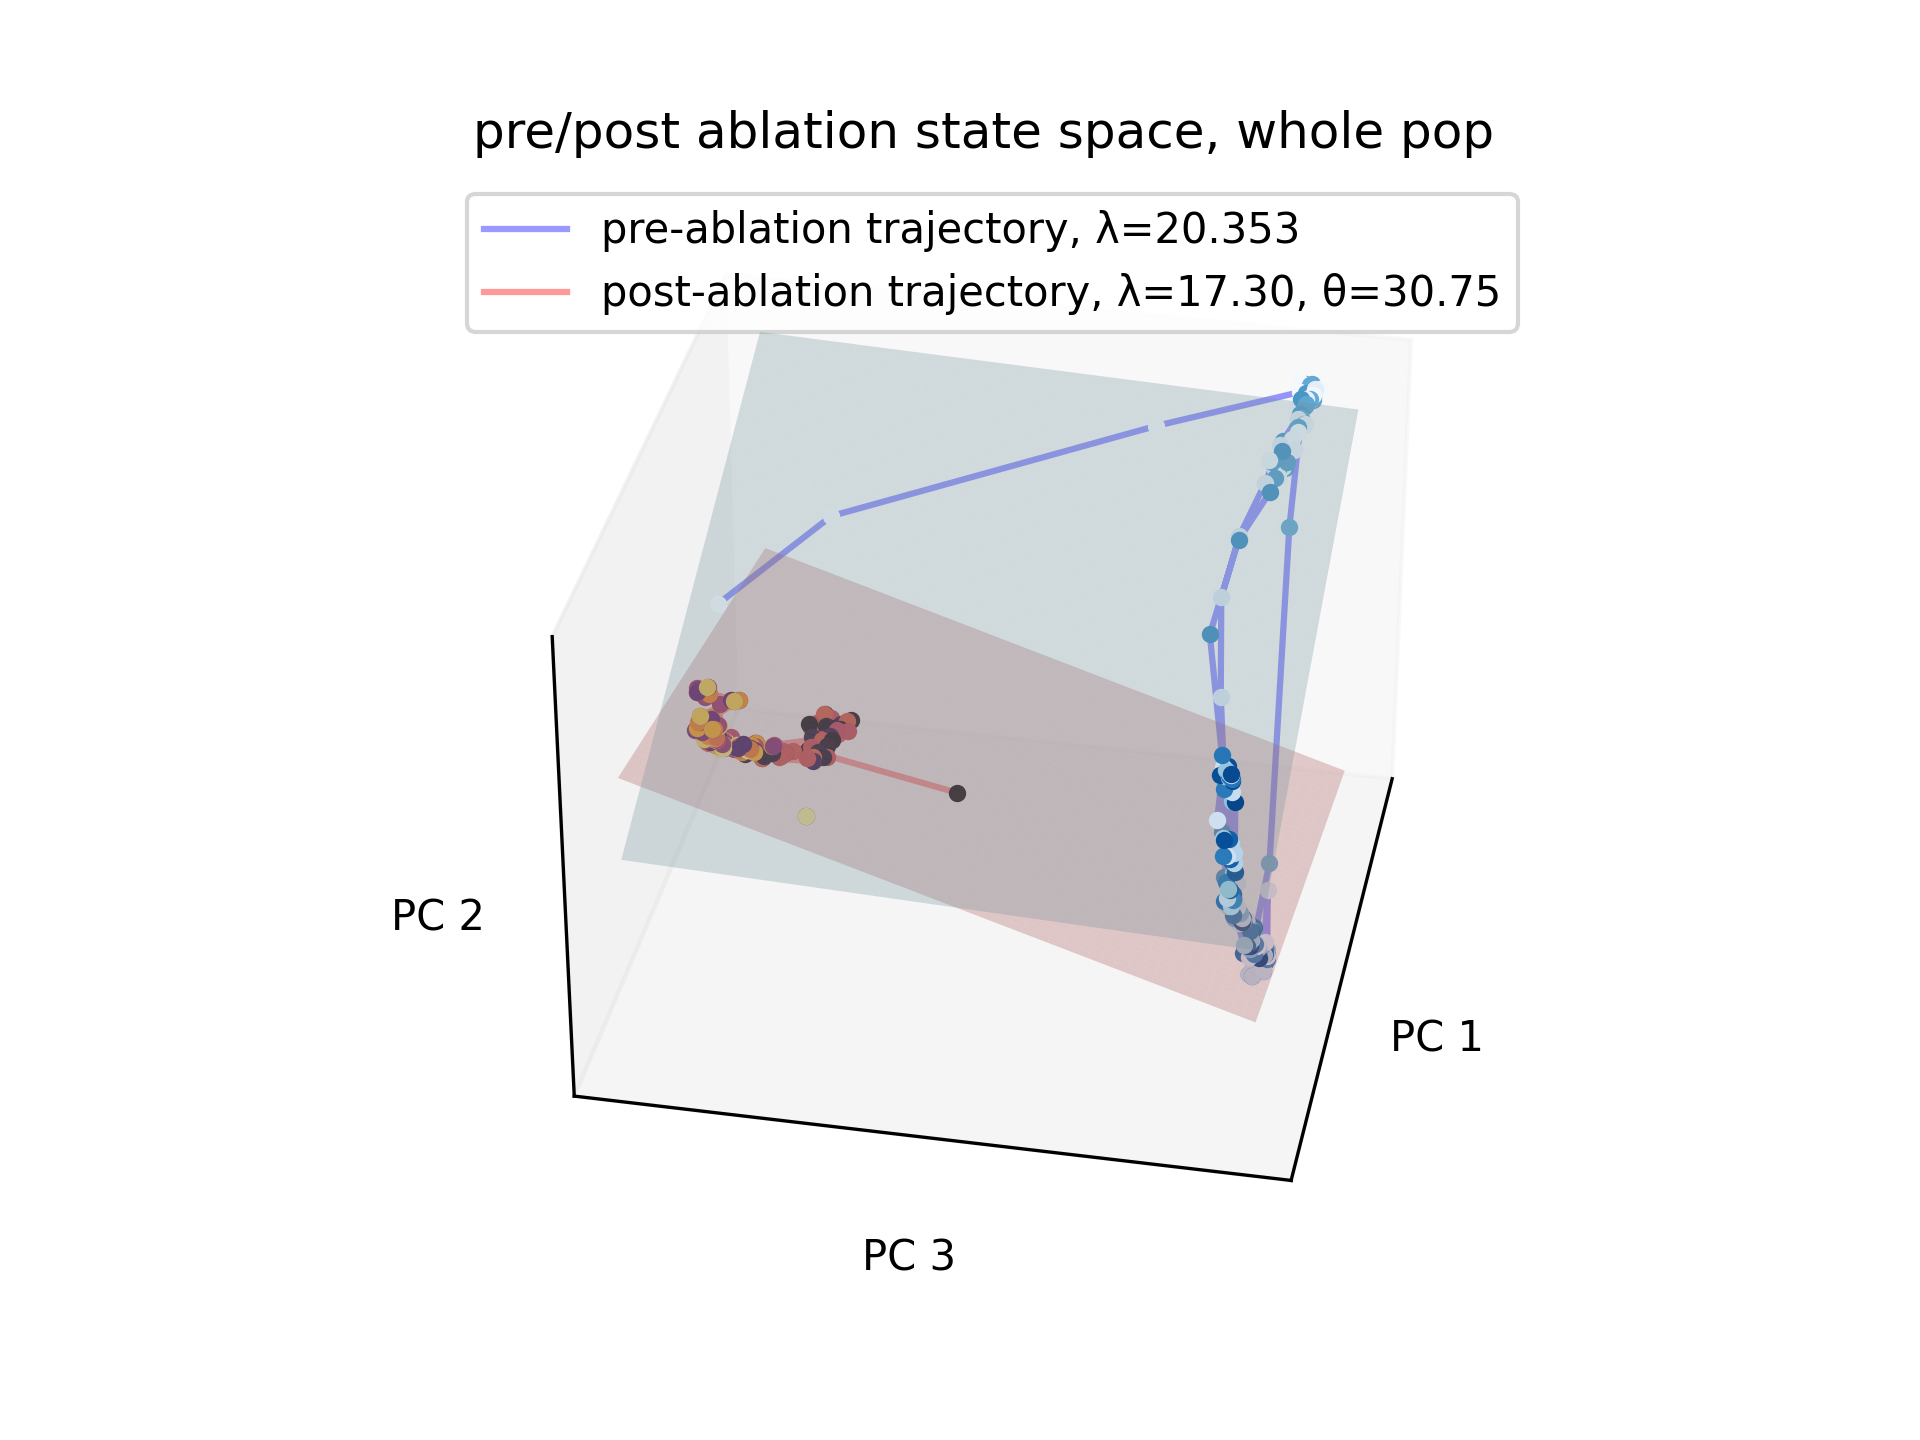 pre/post ablation state space, whole pop
pre-ablation trajectory, λ=20.353
post-ablation trajectory, λ=17.30, θ=30.75
PC 2
PC 1
PC 3